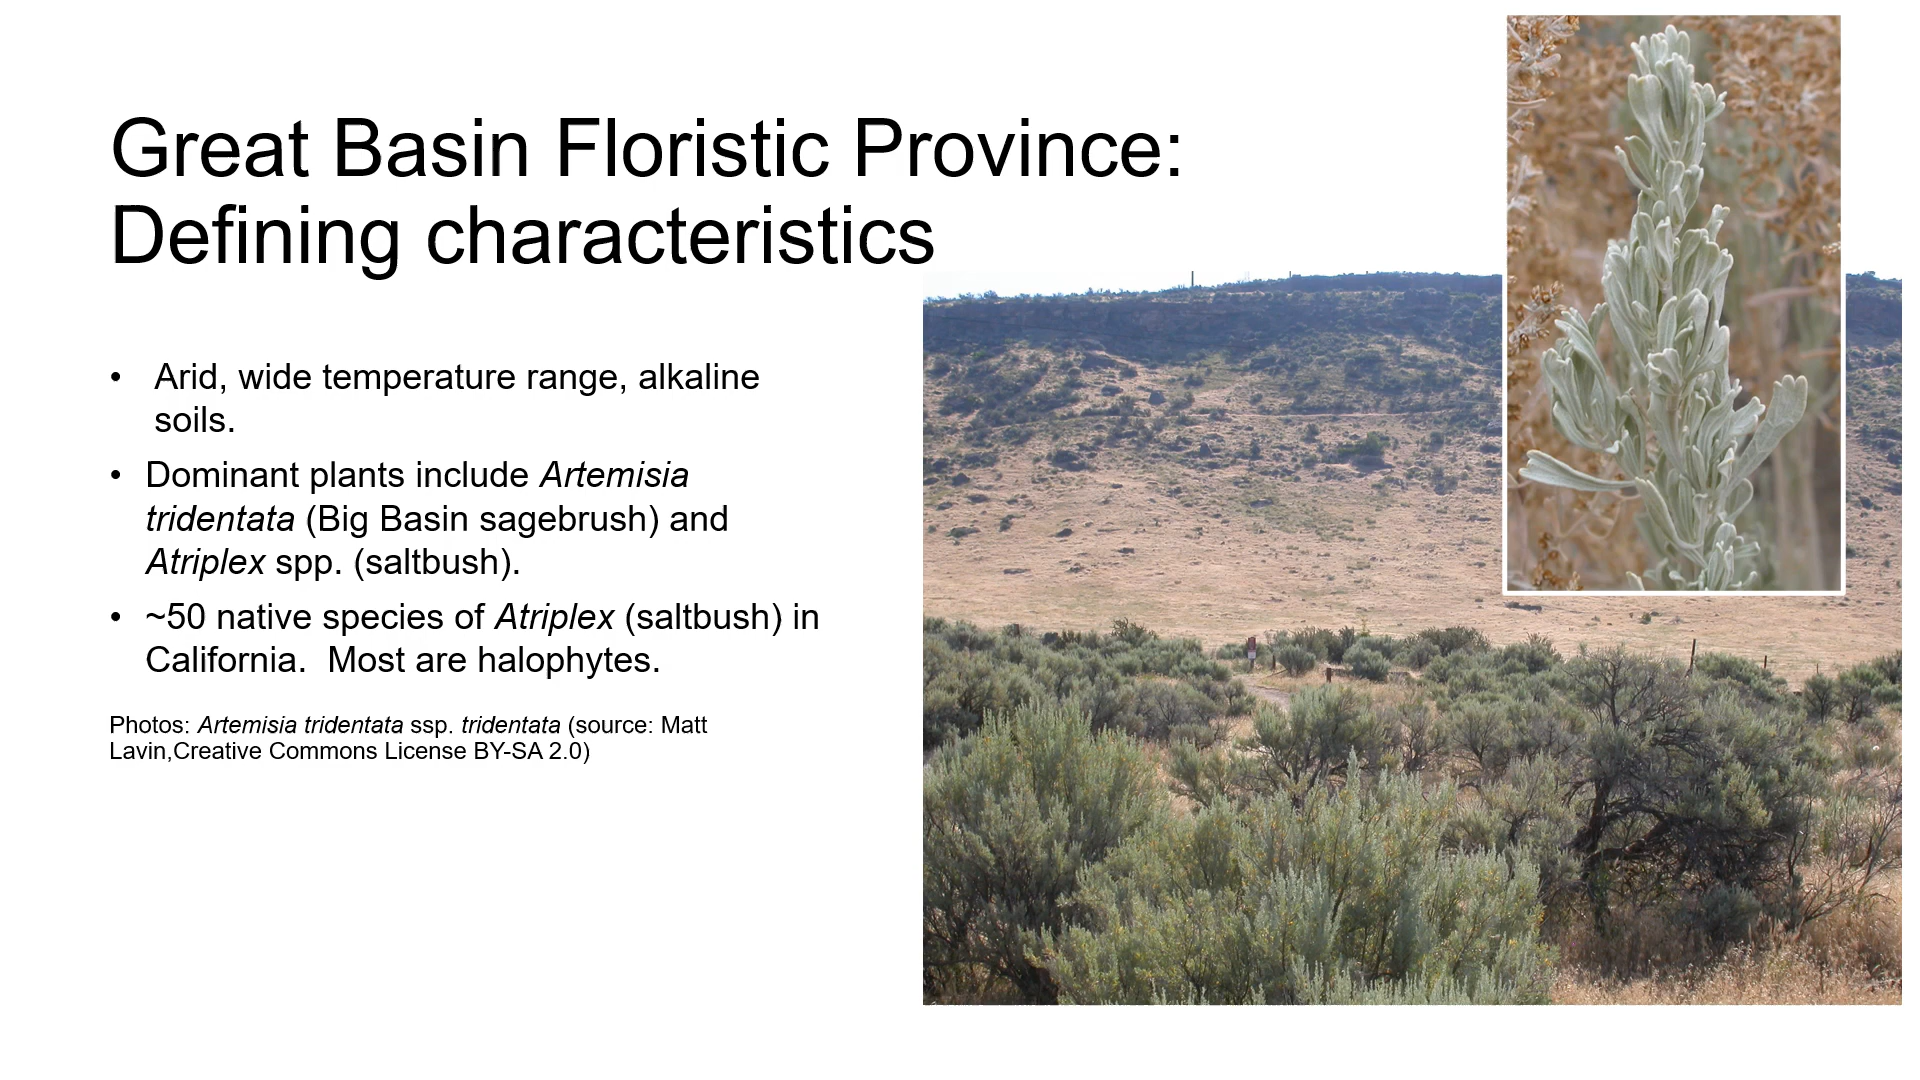 Great Basin Floristic Province:
Defining characteristics
• Arid, wide temperature range, alkaline
soils.
• Dominant plants include Artemisia
tridentata (Big Basin sagebrush) and
Atriplex spp. (saltbush).
• ~50 native species of Atriplex (saltbush) in
California.  Most are halophytes.
Photos: Artemisia tridentata ssp. tridentata (source: Matt
Lavin,Creative Commons License BY-SA 2.0)